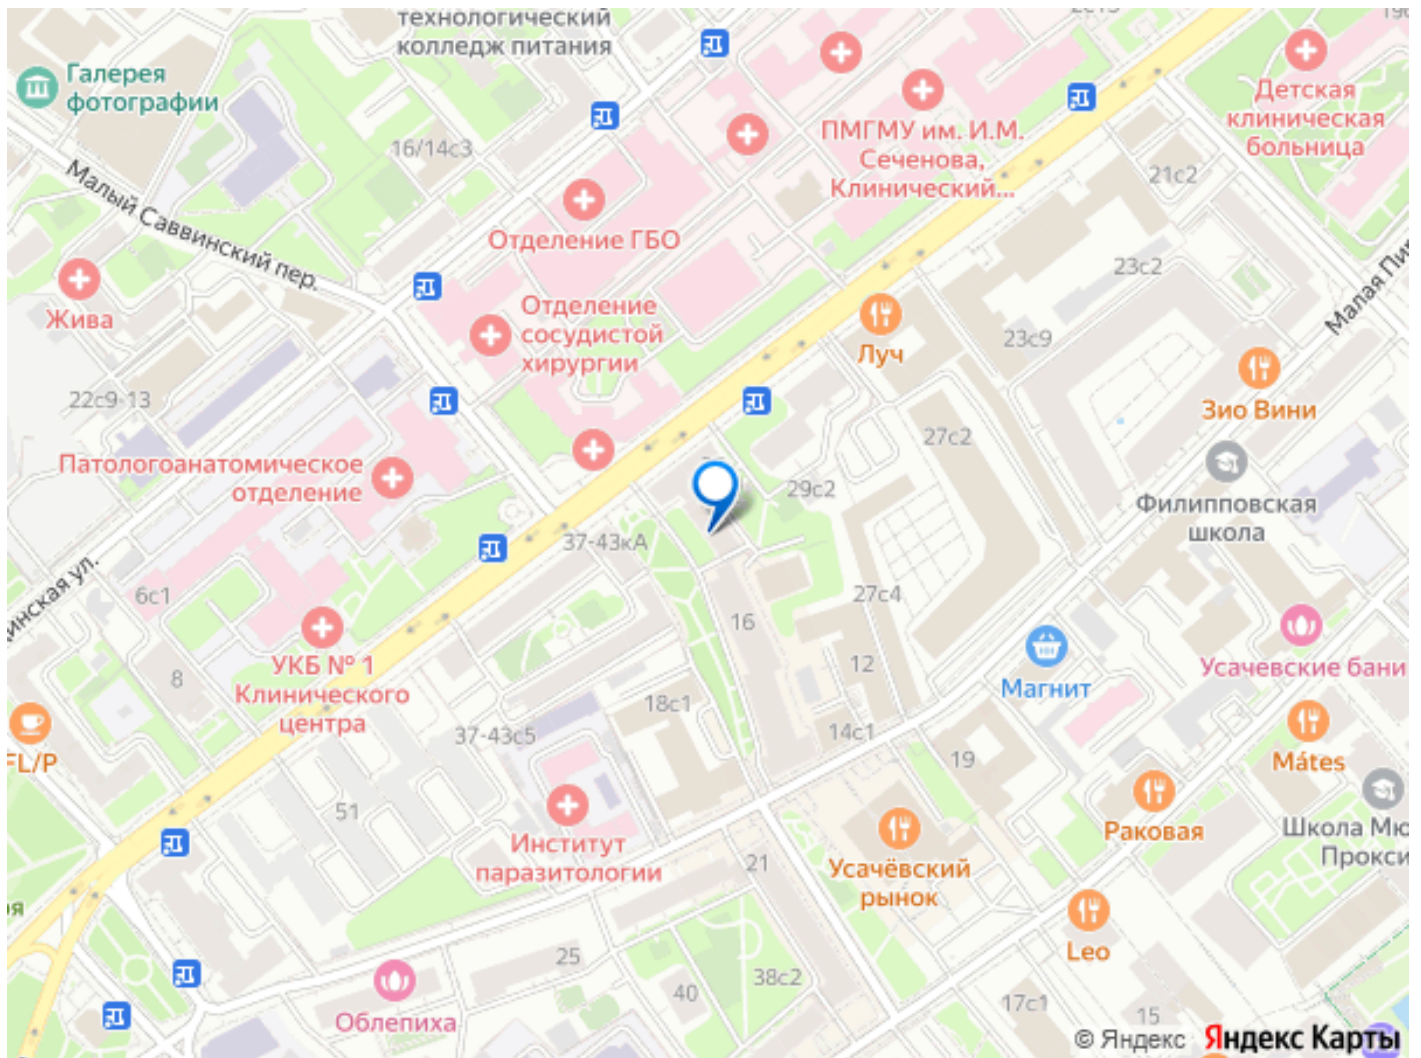 технологический
колледж питания
Галерея
фотографии
16/14с3
ПМГМУ им. И.М.
Сеченова,
Клинический...
Детская
клиническая
больница
21с2
Малый Саввинский пер.
Отделение ГБО
23с2
Малая Пир
Жива
Отделение
сосудистой
хирургии
Луч
23с9
22с9-13
Зио Вини
27с2
Патологоанатомическое
отделение
29с2
Филипповская
школа
37-43кА
инская ул.
6с1
27с4
16
УКБ № 1
Клинического
центра
8
12
Усачевские бани
Магнит
18с1
14с1
37-43с5
19
FL/P
Mátes
51
Раковая
Институт
паразитологии
Школа Мю
Прокси
21
Усачёвский
рынок
Leo
25
38с2
40
17с1
15
Облепиха
© Яндекс Яндекс Карты